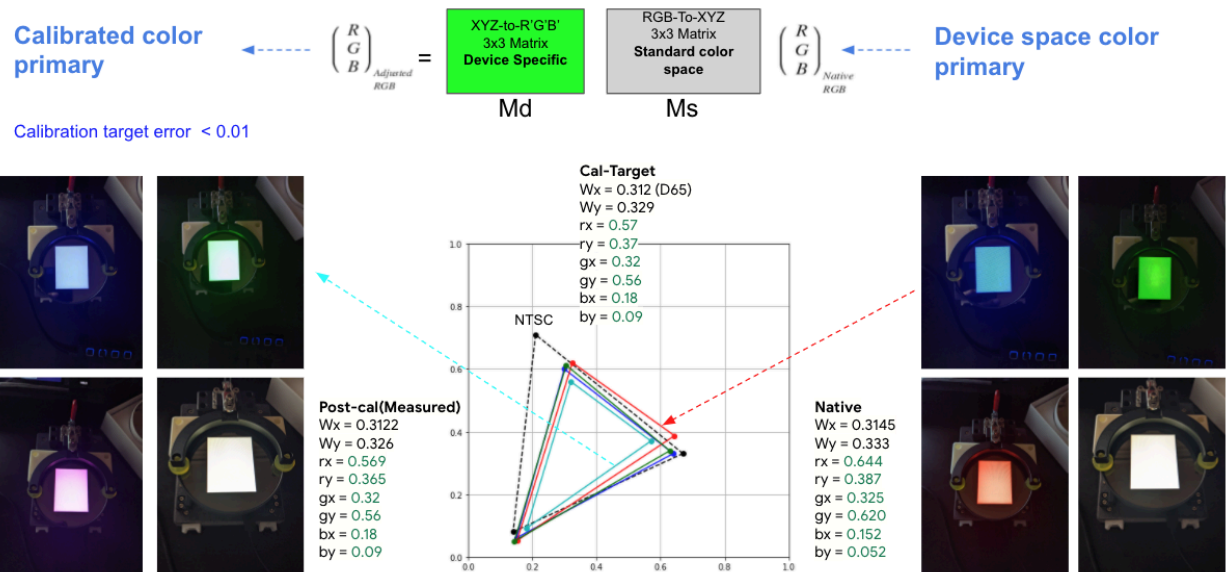 Calibrated color
primary
R
G
B
Adjusted
RGB
=
XYZ-to-R'G'B'
3x3 Matrix
Device Specific
Md
RGB-To-XYZ
3x3 Matrix
Standard color
space
Ms
R
G
B
Native
RGB
Device space color
primary
Calibration target error < 0.01
Cal-Target
Wx = 0.312 (D65)
Wy = 0.329
rx = 0.57
ry = 0.37
gx = 0.32
gy = 0.56
bx = 0.18
by = 0.09
NTSC
1.0
0.8
0.6
0.4
0.2
0.0
0.0 0.2 0.4 0.6 0.8 1.0
Post-cal(Measured)
Wx = 0.3122
Wy = 0.326
rx = 0.569
ry = 0.365
gx = 0.32
gy = 0.56
bx = 0.18
by = 0.09
Native
Wx = 0.3145
Wy = 0.333
rx = 0.644
ry = 0.387
gx = 0.325
gy = 0.620
bx = 0.152
by = 0.052